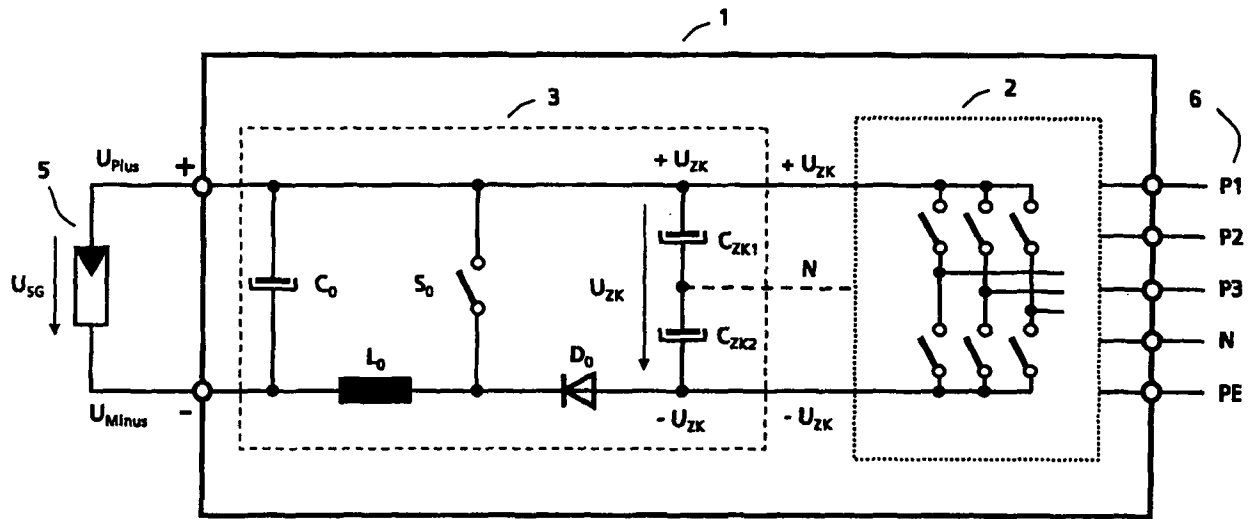 1
3
2
6
5
U_Plus
+
+ U_ZK
+ U_ZK
P1
P2
C_ZK1
N
U_SG
C_0
S_0
U_ZK
P3
C_ZK2
N
L_0
D_0
PE
U_Minus
-
- U_ZK
- U_ZK